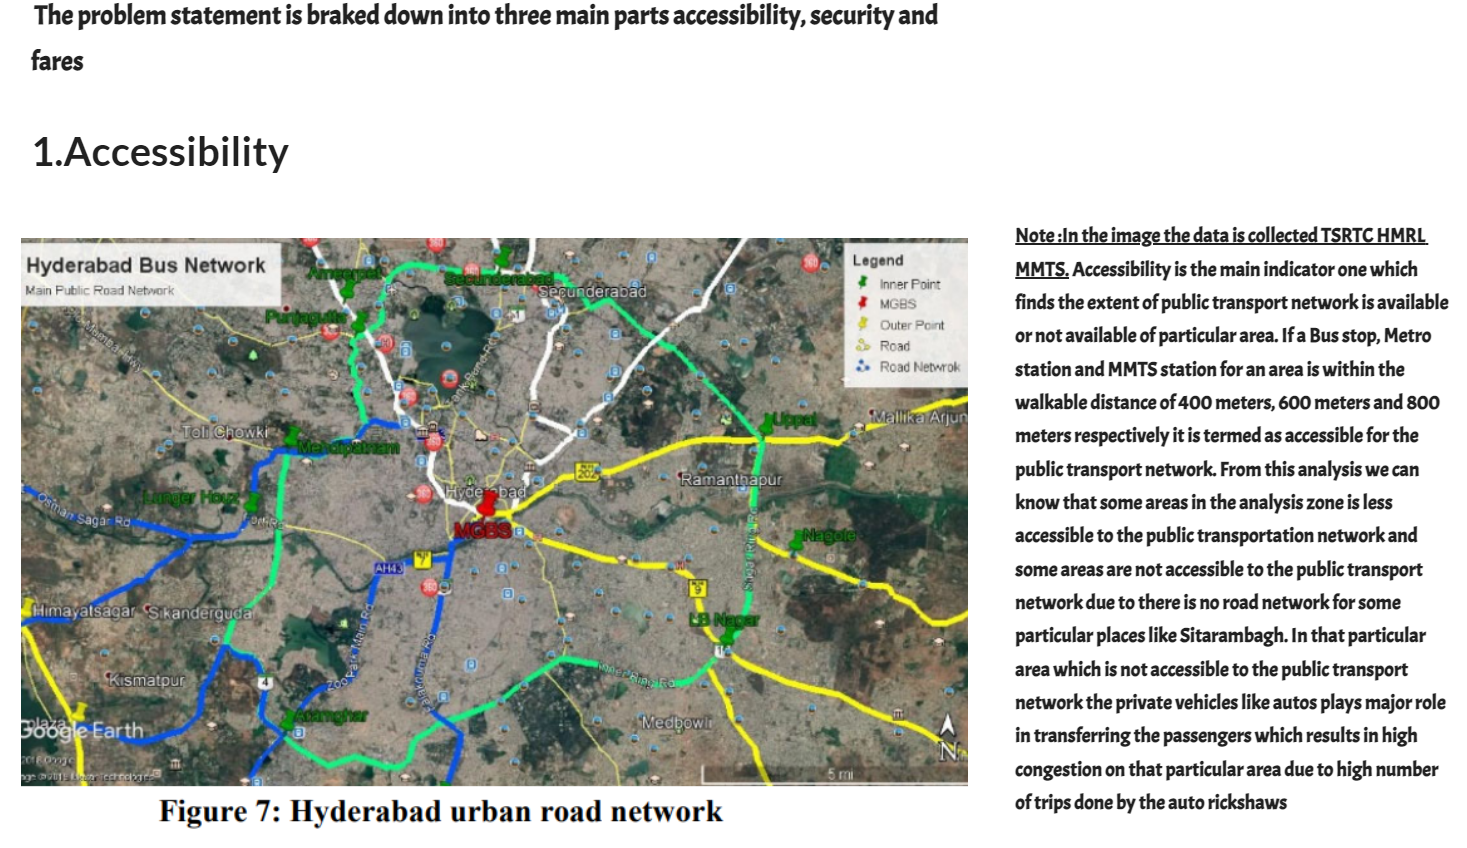 The problem statement is braked down into three main parts accessibility, security and
fares
1.Accessibility
Hyderabad Bus Network
Main Public Road Network
Legend
Inner Point
MGBS
Outer Point
Road
Road Netwrok
Ameerpet
Secunderabad
Secunderabad
Punjagutta
Toli Chowki
Mehdipatnam
Uppal
Mallika Arjun
Langer Houz
Hyderabad
Ramanthapur
Osman Sagar Rd
MGBS
Nagole
AH43
Himayatsagar
Sikanderguda
LB Nagar
Zoo Park Main Rd
Inner Ring Rd
Kismatpur
4
Aramghar
Medbowli
plaza
Google Earth
N
5 mi
Figure 7: Hyderabad urban road network
Note :In the image the data is collected TSRTC HMRL
MMTS. Accessibility is the main indicator one which
finds the extent of public transport network is available
or not available of particular area. If a Bus stop, Metro
station and MMTS station for an area is within the
walkable distance of 400 meters, 600 meters and 800
meters respectively it is termed as accessible for the
public transport network. From this analysis we can
know that some areas in the analysis zone is less
accessible to the public transportation network and
some areas are not accessible to the public transport
network due to there is no road network for some
particular places like Sitarambagh. In that particular
area which is not accessible to the public transport
network the private vehicles like autos plays major role
in transferring the passengers which results in high
congestion on that particular area due to high number
of trips done by the auto rickshaws